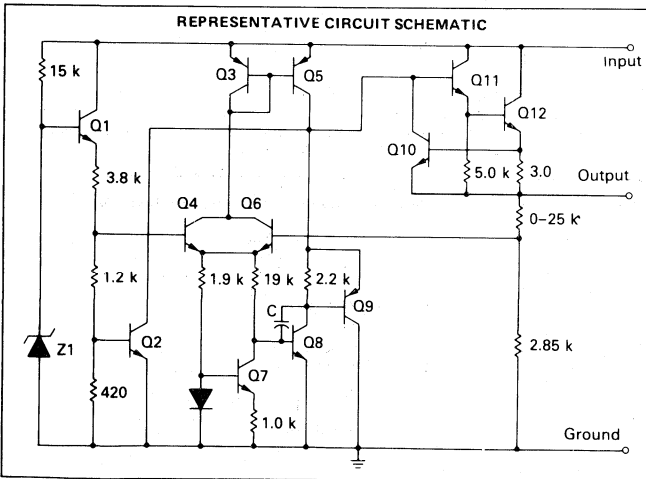 REPRESENTATIVE CIRCUIT SCHEMATIC
Input
15 k
Q3
Q5
Q11
Q12
Q1
Q10
5.0 k
3.0
Output
3.8 k
Q4
Q6
0-25 k
1.2 k
1.9 k
19 k
2.2 k
C
Q9
Z1
Q2
Q8
2.85 k
Q7
420
1.0 k
Ground